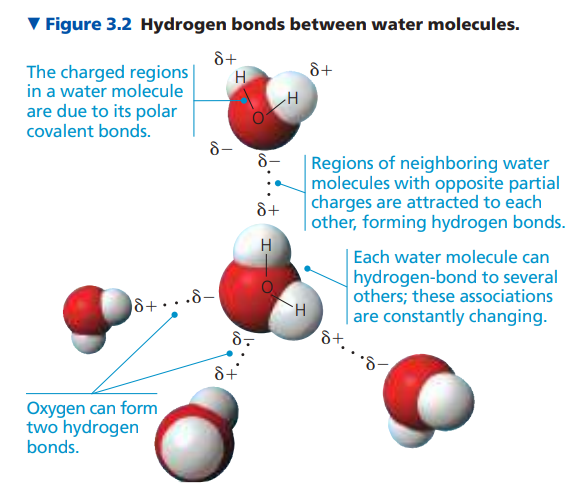 ▼ Figure 3.2 Hydrogen bonds between water molecules.
The charged regions
in a water molecule
are due to its polar
covalent bonds.
δ+
δ+
H
H
O
δ−
δ−
δ+
Regions of neighboring water
molecules with opposite partial
charges are attracted to each
other, forming hydrogen bonds.
H
O
H
Each water molecule can
hydrogen-bond to several
others; these associations
are constantly changing.
δ+
δ−
δ−
δ+
δ+
δ−
Oxygen can form
two hydrogen
bonds.